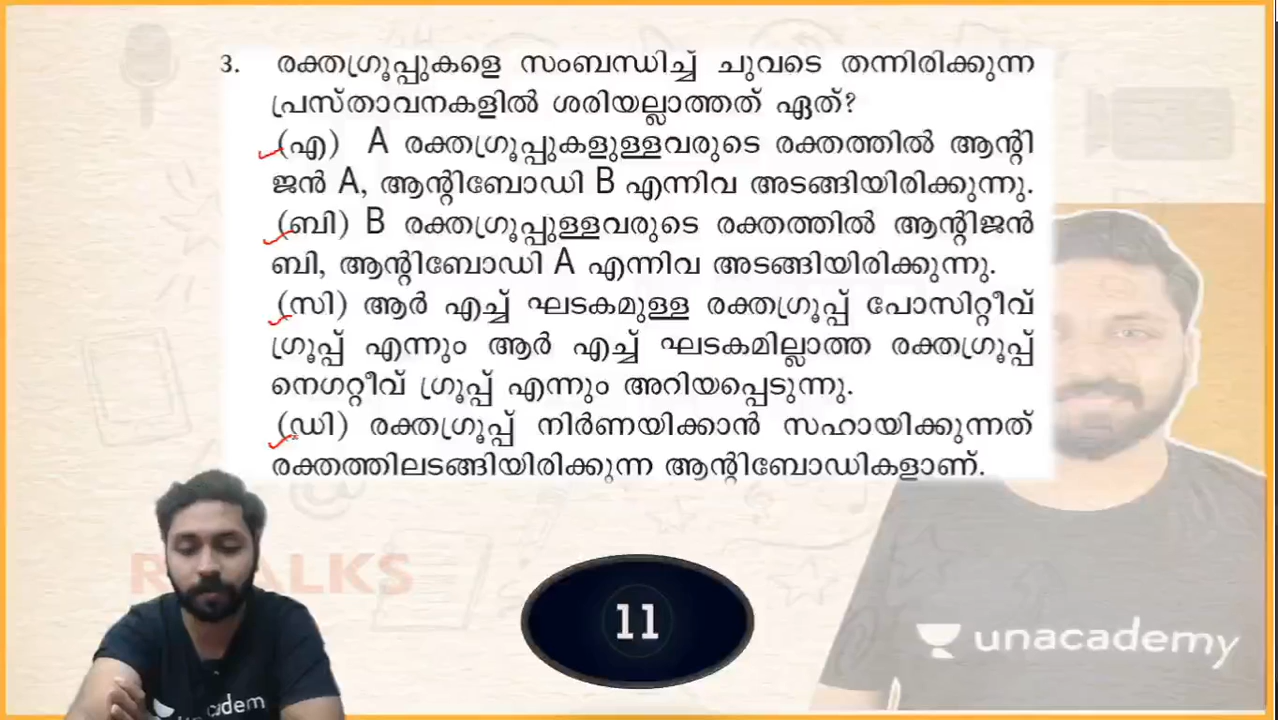 3. രക്തഗ്രൂപ്പുകളെ സംബന്ധിച്ച് ചുവടെ തന്നിരിക്കുന്ന
പ്രസ്താവനകളിൽ ശരിയല്ലാത്തത് ഏത്?
(എ) A രക്തഗ്രൂപ്പുകളുള്ളവരുടെ രക്തത്തിൽ ആന്റി
ജൻ A, ആന്റിബോഡി B എന്നിവ അടങ്ങിയിരിക്കുന്നു.
(ബി) B രക്തഗ്രൂപ്പുള്ളവരുടെ രക്തത്തിൽ ആന്റിജൻ
ബി, ആന്റിബോഡി A എന്നിവ അടങ്ങിയിരിക്കുന്നു.
(സി) ആർ എച്ച് ഘടകമുള്ള രക്തഗ്രൂപ്പ് പോസിറ്റീവ്
ഗ്രൂപ്പ് എന്നും ആർ എച്ച് ഘടകമില്ലാത്ത രക്തഗ്രൂപ്പ്
നെഗറ്റീവ് ഗ്രൂപ്പ് എന്നും അറിയപ്പെടുന്നു.
(ഡി) രക്തഗ്രൂപ്പ് നിർണയിക്കാൻ സഹായിക്കുന്നത്
രക്തത്തിലടങ്ങിയിരിക്കുന്ന ആന്റിബോഡികളാണ്.
11
unacademy